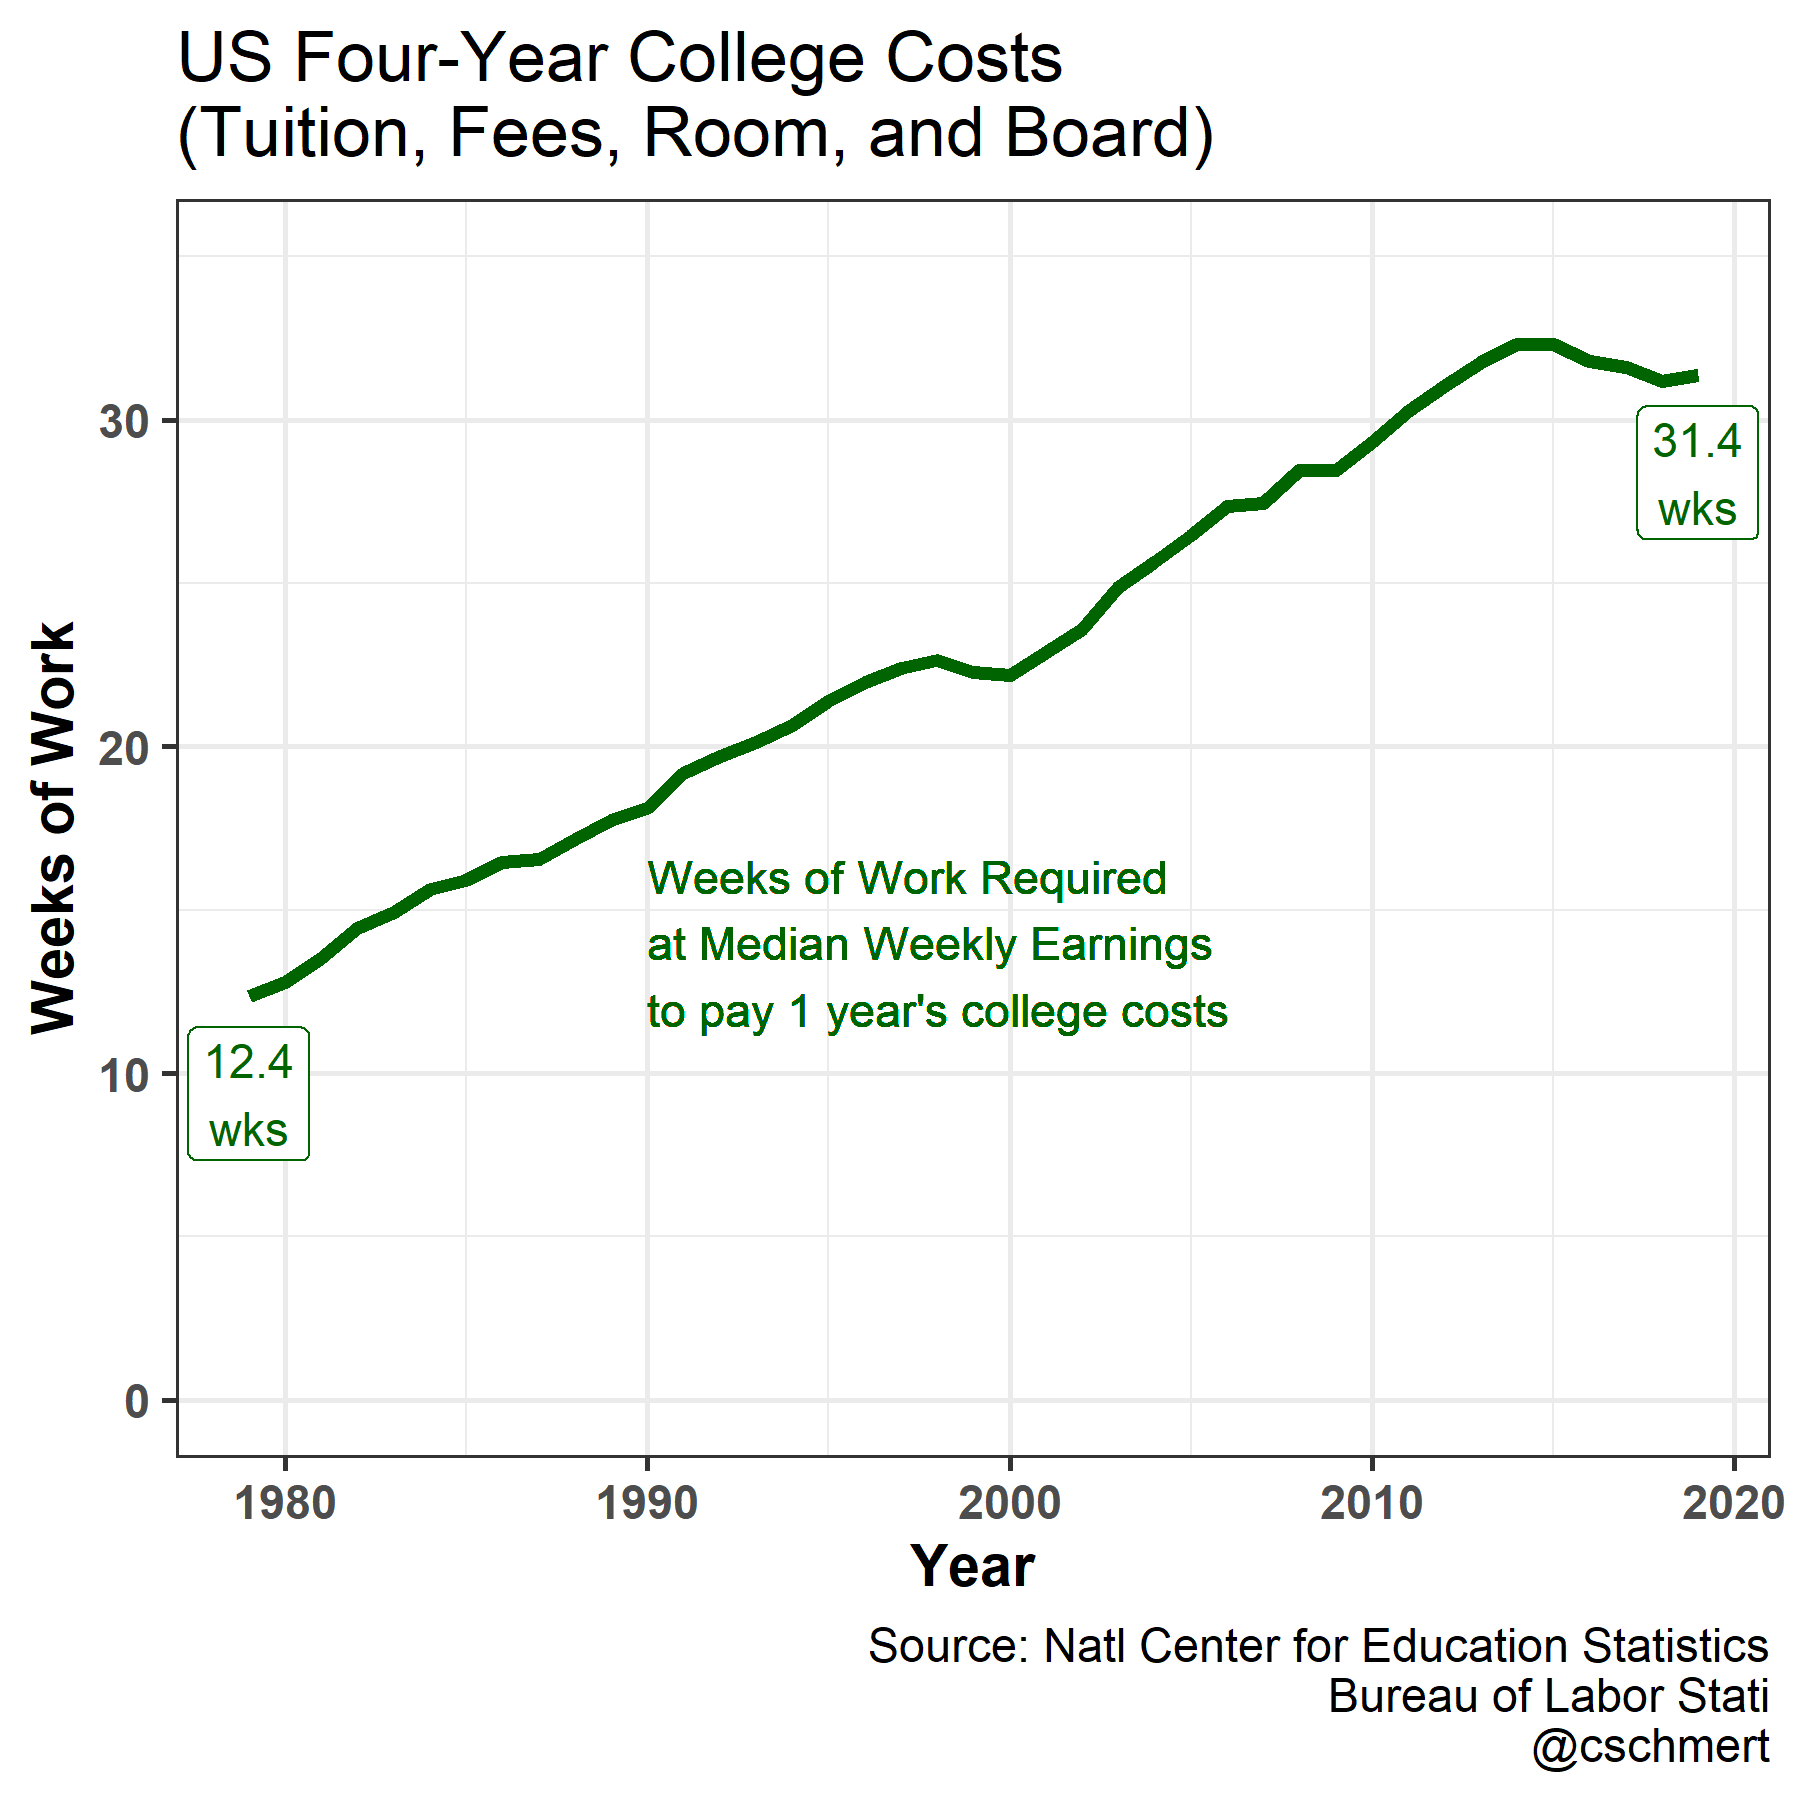 US Four-Year College Costs
(Tuition, Fees, Room, and Board)
Weeks of Work
30
20
10
0
31.4
wks
Weeks of Work Required
at Median Weekly Earnings
to pay 1 year's college costs
12.4
wks
1980
1990
2000
2010
2020
Year
Source: Natl Center for Education Statistics
Bureau of Labor Stati
@cschmert